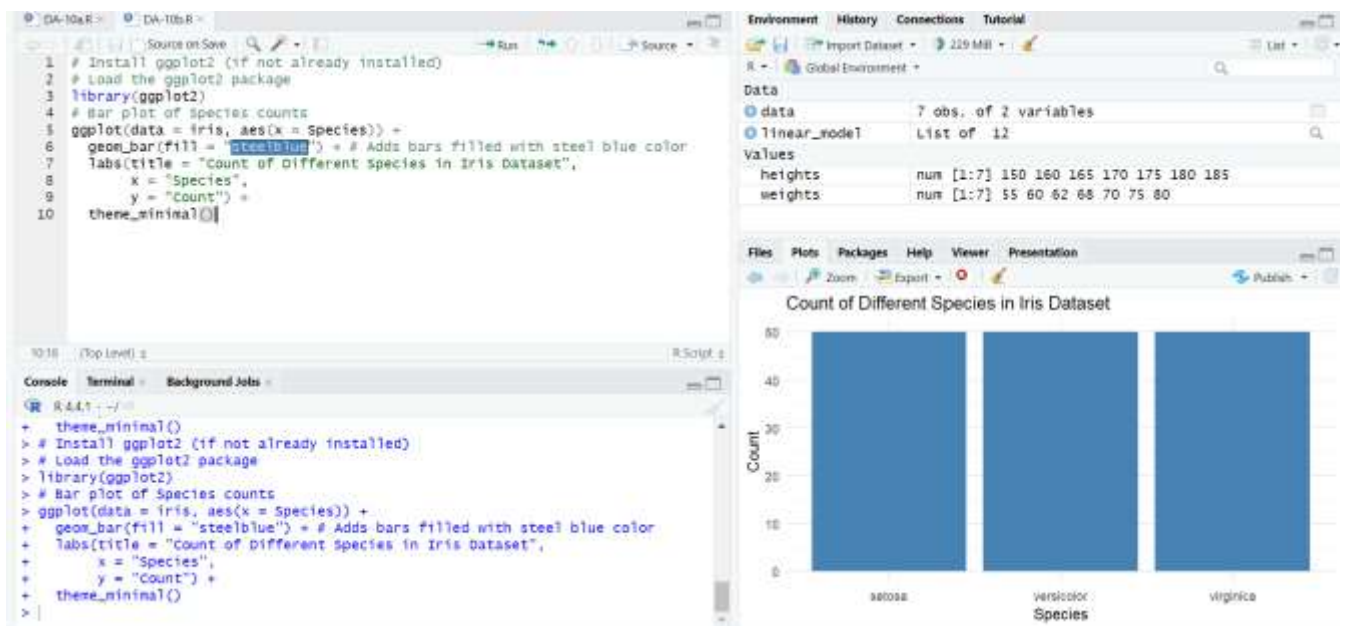 DA-10a.R × DA-10b.R ×
Source on Save Run Source
1 # Install ggplot2 (if not already installed)
2 # Load the ggplot2 package
3 library(ggplot2)
4 # Bar plot of Species counts
5 ggplot(data = iris, aes(x = Species)) +
6 geom_bar(fill = "steelblue") + # Adds bars filled with steel blue color
7 labs(title = "Count of Different Species in Iris Dataset",
8 x = "Species",
9 y = "Count") +
10 theme_minimal()
10:16 (Top Level) R Script
Console Terminal × Background Jobs ×
R 4.4.1 · ~/
+ theme_minimal()
> # Install ggplot2 (if not already installed)
> # Load the ggplot2 package
> library(ggplot2)
> # Bar plot of Species counts
> ggplot(data = iris, aes(x = Species)) +
+ geom_bar(fill = "steelblue") + # Adds bars filled with steel blue color
+ labs(title = "Count of Different Species in Iris Dataset",
+ x = "Species",
+ y = "Count") +
+ theme_minimal()
>
Environment History Connections Tutorial
Import Dataset 229 MiB List
R Global Environment
Data
data 7 obs. of 2 variables
linear_model List of 12
Values
heights num [1:7] 150 160 165 170 175 180 185
weights num [1:7] 55 60 62 68 70 75 80
Files Plots Packages Help Viewer Presentation
Zoom Export Publish
Count of Different Species in Iris Dataset
50
40
30
20
10
0
Count
setosa versicolor virginica
Species